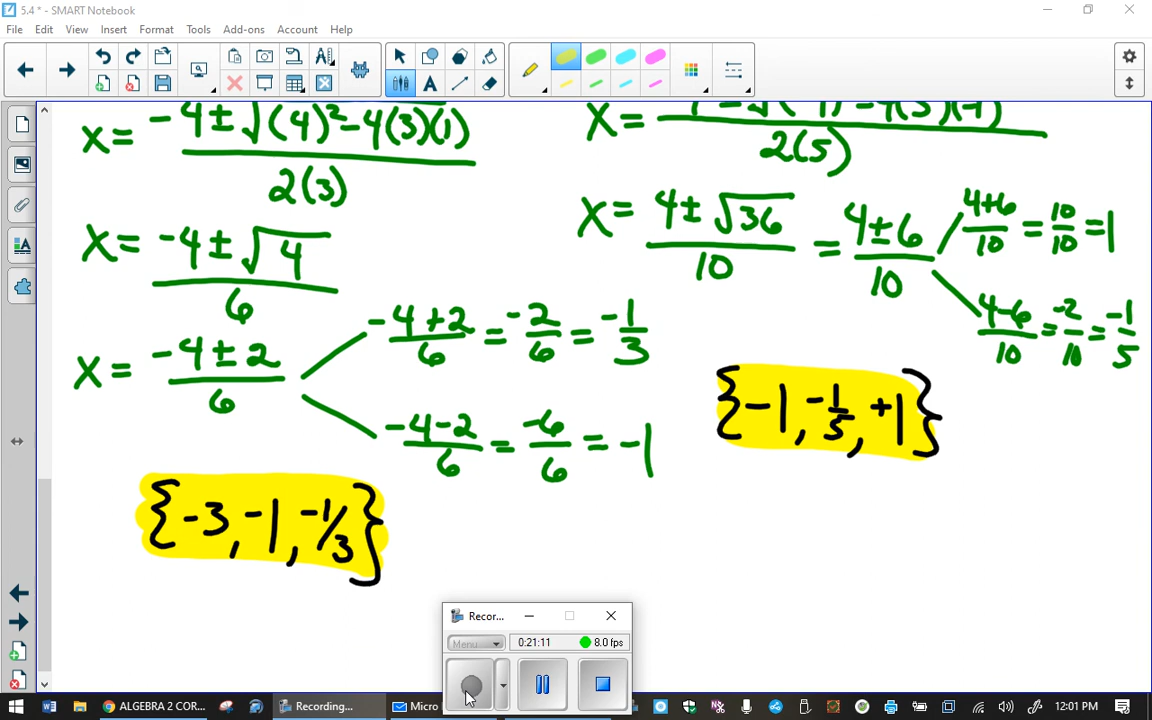 5.4 * - SMART Notebook
File Edit View Insert Format Tools Add-ons Account Help
x = -4 ± √(4)²-4(3)(1)
2(3)
x = -4 ± √4
6
x = -4 ± 2
6
-4+2 = -2 = -1
6 6 3
-4-2 = -6 = -1
6 6
{-3, -1, -1/3}
x =
2(5)
x = 4 ± √36 = 4 ± 6
10 10
4+6 = 10 = 1
10 10
4-6 = -2 = -1
10 10 5
{-1, -1/5, +1}
Recor...
Menu 0:21:11 8.0 fps
ALGEBRA 2 COR... Recording... Micro 12:01 PM